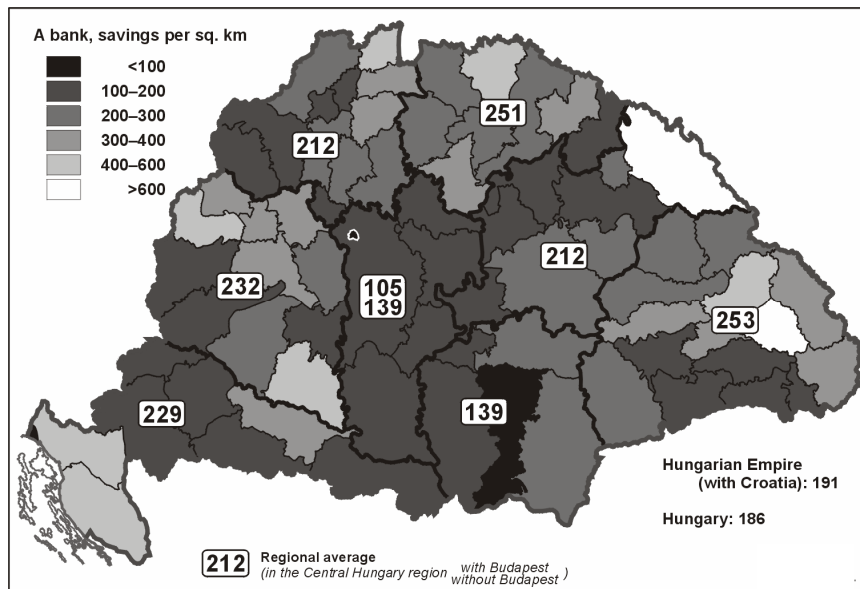 A bank, savings per sq. km
<100
100–200
200–300
300–400
400–600
>600
251
212
212
232
105
139
253
229
139
Hungarian Empire
(with Croatia): 191
Hungary: 186
212
Regional average
(in the Central Hungary region with Budapest
without Budapest )